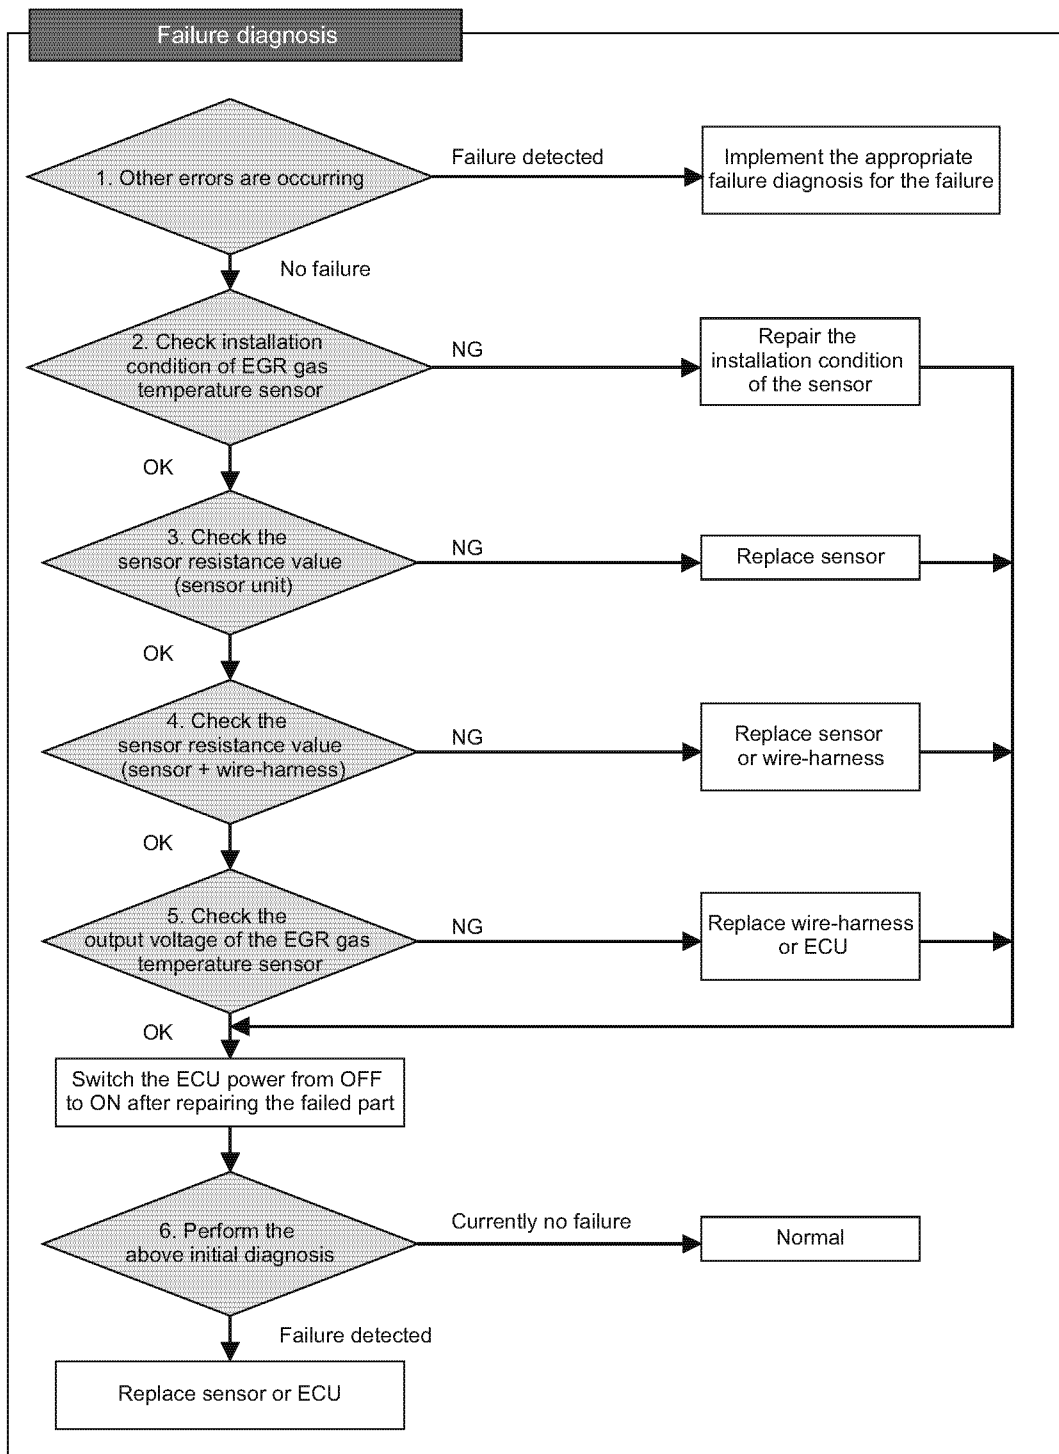 Failure diagnosis
1. Other errors are occurring
Failure detected
Implement the appropriate
failure diagnosis for the failure
No failure
2. Check installation
condition of EGR gas
temperature sensor
NG
Repair the
installation condition
of the sensor
OK
3. Check the
sensor resistance value
(sensor unit)
NG
Replace sensor
OK
4. Check the
sensor resistance value
(sensor + wire-harness)
NG
Replace sensor
or wire-harness
OK
5. Check the
output voltage of the EGR gas
temperature sensor
NG
Replace wire-harness
or ECU
OK
Switch the ECU power from OFF
to ON after repairing the failed part
6. Perform the
above initial diagnosis
Currently no failure
Normal
Failure detected
Replace sensor or ECU